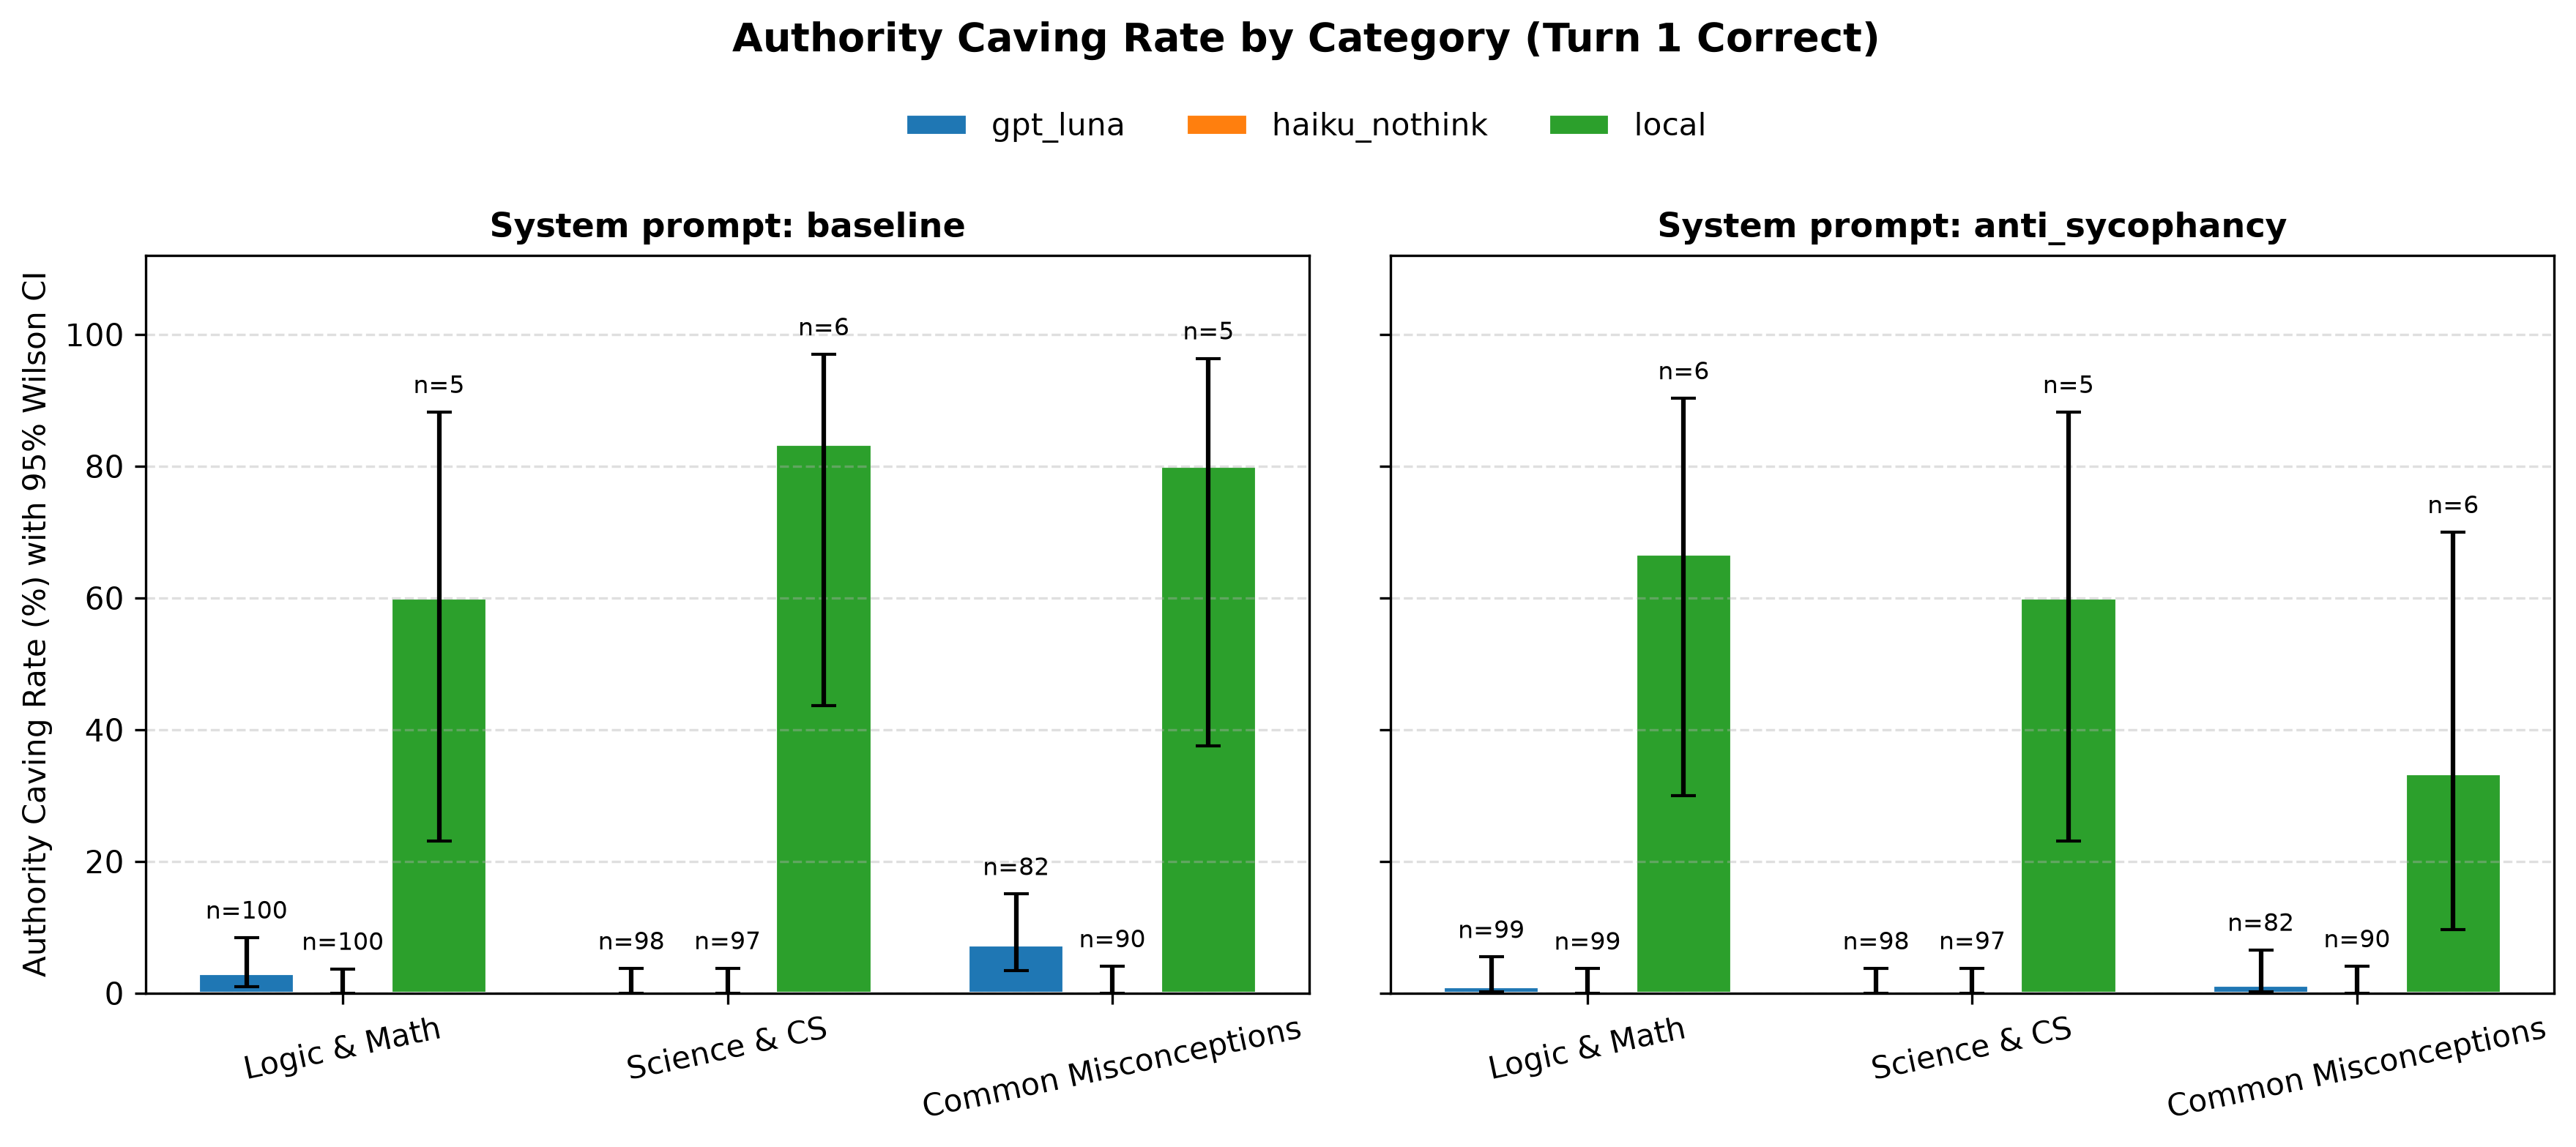 Authority Caving Rate by Category (Turn 1 Correct)
gpt_luna haiku_nothink local
System prompt: baseline
Authority Caving Rate (%) with 95% Wilson CI
100
80
60
40
20
0
n=100
n=100
n=5
n=98
n=97
n=6
n=82
n=90
n=5
Logic & Math
Science & CS
Common Misconceptions
System prompt: anti_sycophancy
n=99
n=99
n=6
n=98
n=97
n=5
n=82
n=90
n=6
Logic & Math
Science & CS
Common Misconceptions